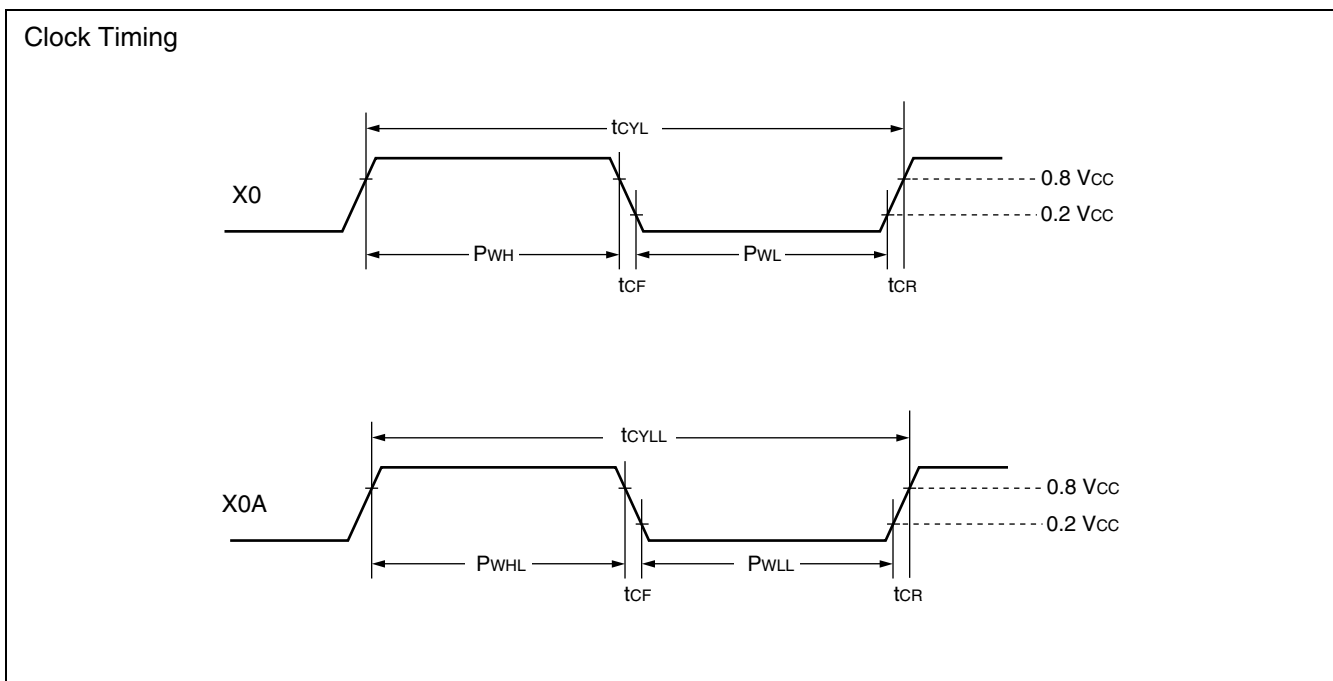 Clock Timing
tCYL
X0
0.8 VCC
0.2 VCC
PWH
PWL
tCF
tCR
tCYLL
X0A
0.8 VCC
0.2 VCC
PWHL
PWLL
tCF
tCR